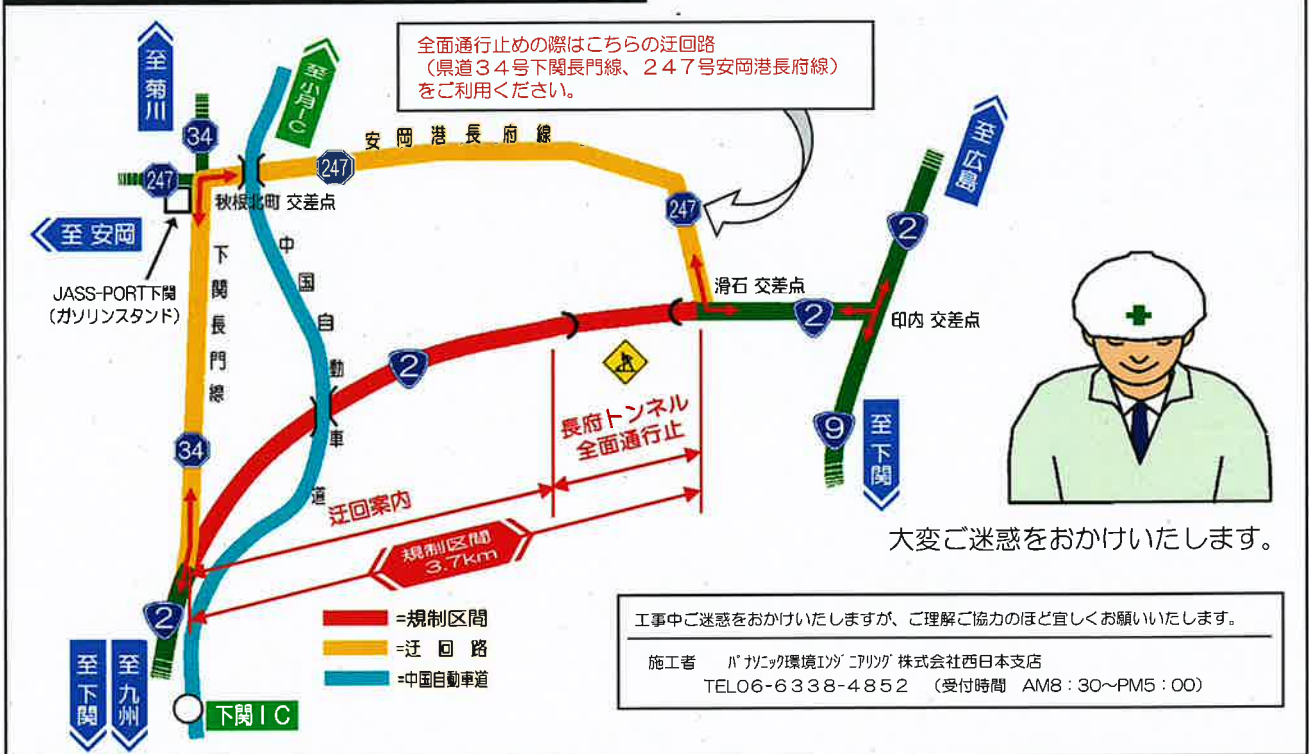 全面通行止めの際はこちらの迂回路
（県道３４号下関長門線、２４７号安岡港長府線）
をご利用ください。
至 菊川
至小月IC
34
247
247
安岡港長府線
秋根北町 交差点
至 安岡
JASS-PORT下関
（ガソリンスタンド）
下関長門線
中国自動車道
247
至 広島
2
滑石 交差点
2
印内 交差点
2
9
至 下関
34
長府トンネル
全面通行止
迂回案内
規制区間
3.7km
大変ご迷惑をおかけいたします。
2
至 下関
至 九州
下関ＩＣ
=規制区間
=迂 回 路
=中国自動車道
工事中ご迷惑をおかけいたしますが、ご理解ご協力のほど宜しくお願いいたします。
施工者 ﾊﾟﾅｿﾆｯｸ環境ｴﾝｼﾞﾆｱﾘﾝｸﾞ株式会社西日本支店
TEL06-6338-4852 （受付時間 AM8：30～PM5：00）